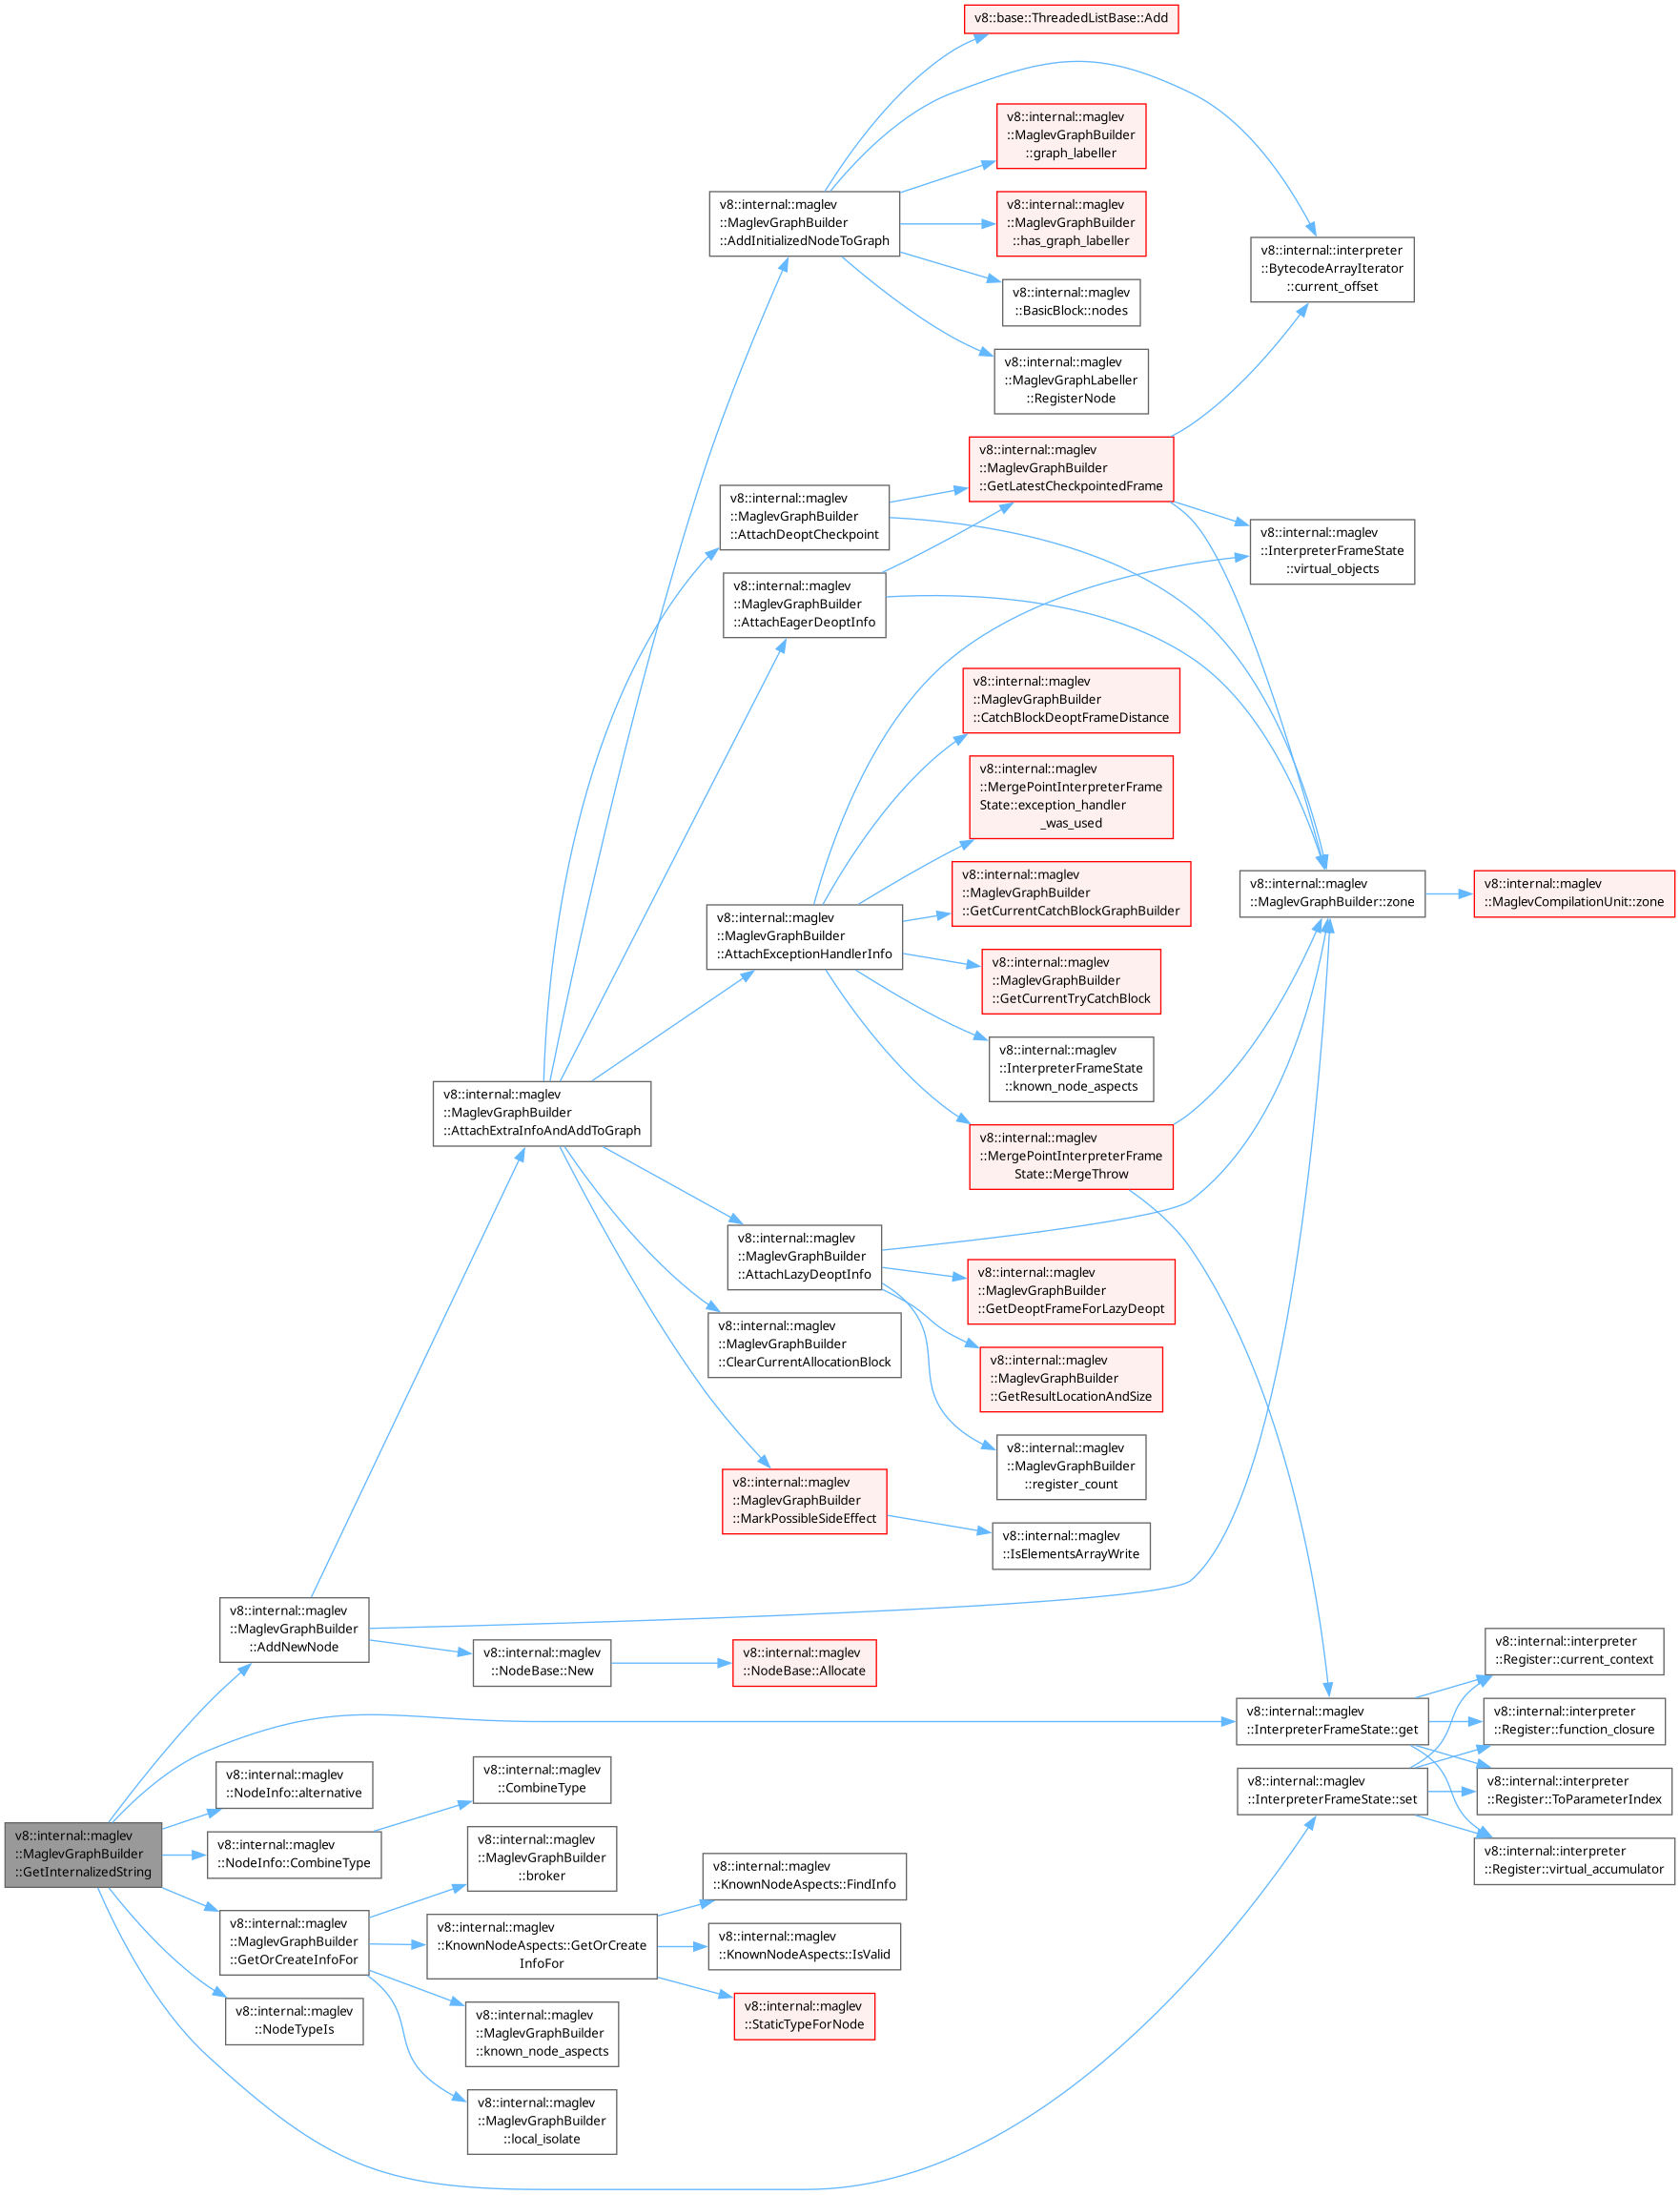 v8::base::ThreadedListBase::Add
v8::internal::maglev
::MaglevGraphBuilder
::graph_labeller
v8::internal::maglev
::MaglevGraphBuilder
::AddInitializedNodeToGraph
v8::internal::maglev
::MaglevGraphBuilder
::has_graph_labeller
v8::internal::interpreter
::BytecodeArrayIterator
::current_offset
v8::internal::maglev
::BasicBlock::nodes
v8::internal::maglev
::MaglevGraphLabeller
::RegisterNode
v8::internal::maglev
::MaglevGraphBuilder
::GetLatestCheckpointedFrame
v8::internal::maglev
::MaglevGraphBuilder
::AttachDeoptCheckpoint
v8::internal::maglev
::InterpreterFrameState
::virtual_objects
v8::internal::maglev
::MaglevGraphBuilder
::AttachEagerDeoptInfo
v8::internal::maglev
::MaglevGraphBuilder
::CatchBlockDeoptFrameDistance
v8::internal::maglev
::MergePointInterpreterFrame
State::exception_handler
_was_used
v8::internal::maglev
::MaglevGraphBuilder
::GetCurrentCatchBlockGraphBuilder
v8::internal::maglev
::MaglevGraphBuilder::zone
v8::internal::maglev
::MaglevCompilationUnit::zone
v8::internal::maglev
::MaglevGraphBuilder
::AttachExceptionHandlerInfo
v8::internal::maglev
::MaglevGraphBuilder
::GetCurrentTryCatchBlock
v8::internal::maglev
::InterpreterFrameState
::known_node_aspects
v8::internal::maglev
::MaglevGraphBuilder
::AttachExtraInfoAndAddToGraph
v8::internal::maglev
::MergePointInterpreterFrame
State::MergeThrow
v8::internal::maglev
::MaglevGraphBuilder
::AttachLazyDeoptInfo
v8::internal::maglev
::MaglevGraphBuilder
::GetDeoptFrameForLazyDeopt
v8::internal::maglev
::MaglevGraphBuilder
::ClearCurrentAllocationBlock
v8::internal::maglev
::MaglevGraphBuilder
::GetResultLocationAndSize
v8::internal::maglev
::MaglevGraphBuilder
::register_count
v8::internal::maglev
::MaglevGraphBuilder
::MarkPossibleSideEffect
v8::internal::maglev
::IsElementsArrayWrite
v8::internal::maglev
::MaglevGraphBuilder
::AddNewNode
v8::internal::maglev
::NodeBase::New
v8::internal::maglev
::NodeBase::Allocate
v8::internal::interpreter
::Register::current_context
v8::internal::maglev
::InterpreterFrameState::get
v8::internal::interpreter
::Register::function_closure
v8::internal::maglev
::NodeInfo::alternative
v8::internal::maglev
::CombineType
v8::internal::maglev
::InterpreterFrameState::set
v8::internal::interpreter
::Register::ToParameterIndex
v8::internal::maglev
::MaglevGraphBuilder
::GetInternalizedString
v8::internal::maglev
::NodeInfo::CombineType
v8::internal::maglev
::MaglevGraphBuilder
::broker
v8::internal::interpreter
::Register::virtual_accumulator
v8::internal::maglev
::KnownNodeAspects::FindInfo
v8::internal::maglev
::MaglevGraphBuilder
::GetOrCreateInfoFor
v8::internal::maglev
::KnownNodeAspects::GetOrCreate
InfoFor
v8::internal::maglev
::KnownNodeAspects::IsValid
v8::internal::maglev
::NodeTypeIs
v8::internal::maglev
::MaglevGraphBuilder
::known_node_aspects
v8::internal::maglev
::StaticTypeForNode
v8::internal::maglev
::MaglevGraphBuilder
::local_isolate